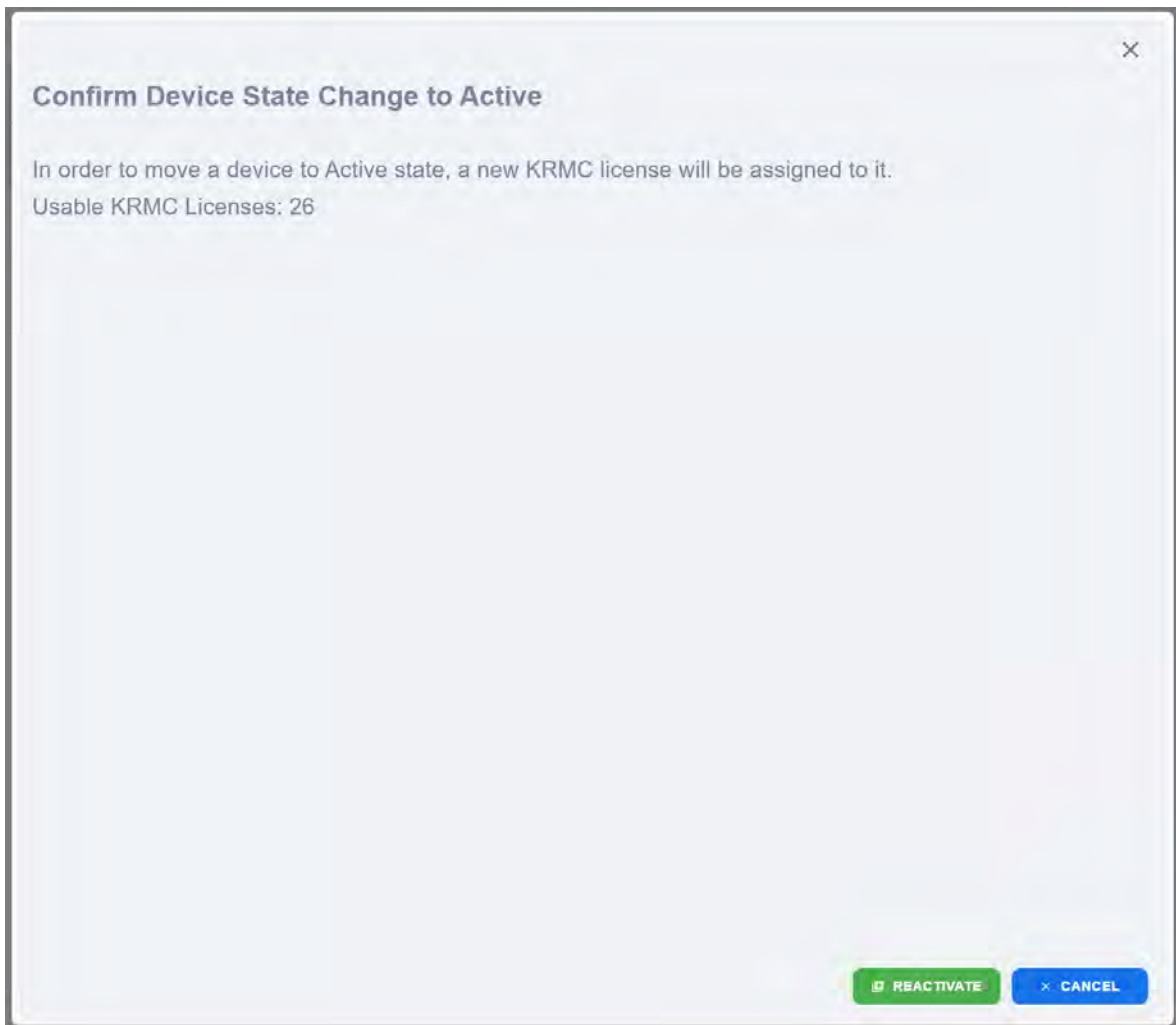 Confirm Device State Change to Active
In order to move a device to Active state, a new KRMC license will be assigned to it.
Usable KRMC Licenses: 26
REACTIVATE
CANCEL